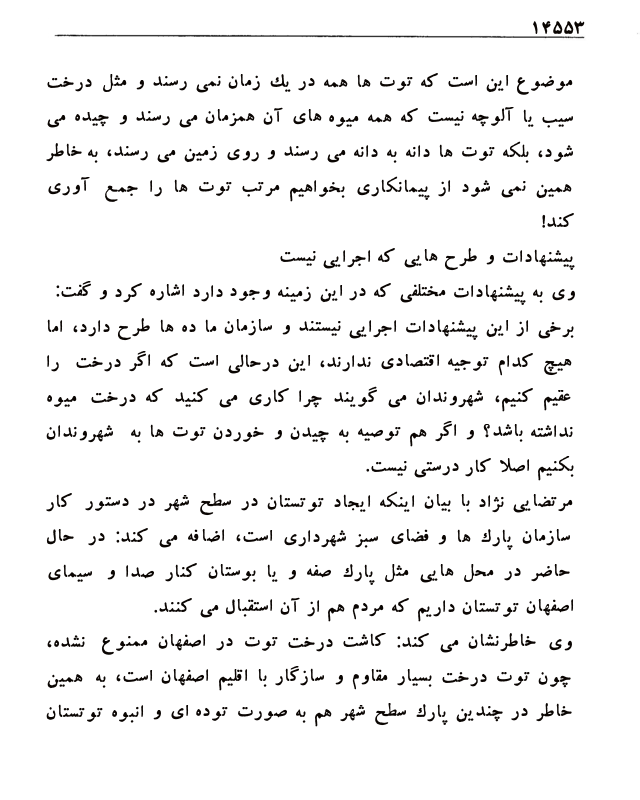 ۱۴۵۵۳
موضوع این است که توت ها همه در یك زمان نمی رسند و مثل درخت
سیب یا آلوچه نیست که همه میوه های آن همزمان می رسند و چیده می
شود، بلکه توت ها دانه به دانه می رسند و روی زمین می رسند، به خاطر
همین نمی شود از پیمانکاری بخواهیم مرتب توت ها را جمع آوری
کند!
پیشنهادات و طرح هایی که اجرایی نیست
وی به پیشنهادات مختلفی که در این زمینه وجود دارد اشاره کرد و گفت:
برخی از این پیشنهادات اجرایی نیستند و سازمان ما ده ها طرح دارد، اما
هیچ کدام توجیه اقتصادی ندارند، این درحالی است که اگر درخت را
عقیم کنیم، شهروندان می گویند چرا کاری می کنید که درخت میوه
نداشته باشد؟ و اگر هم توصیه به چیدن و خوردن توت ها به شهروندان
بکنیم اصلا کار درستی نیست.
مرتضایی نژاد با بیان اینکه ایجاد توتستان در سطح شهر در دستور کار
سازمان پارك ها و فضای سبز شهرداری است، اضافه می کند: در حال
حاضر در محل هایی مثل پارك صفه و یا بوستان کنار صدا و سیمای
اصفهان توتستان داریم که مردم هم از آن استقبال می کنند.
وی خاطرنشان می کند: کاشت درخت توت در اصفهان ممنوع نشده،
چون توت درخت بسیار مقاوم و سازگار با اقلیم اصفهان است، به همین
خاطر در چندین پارك سطح شهر هم به صورت توده ای و انبوه توتستان